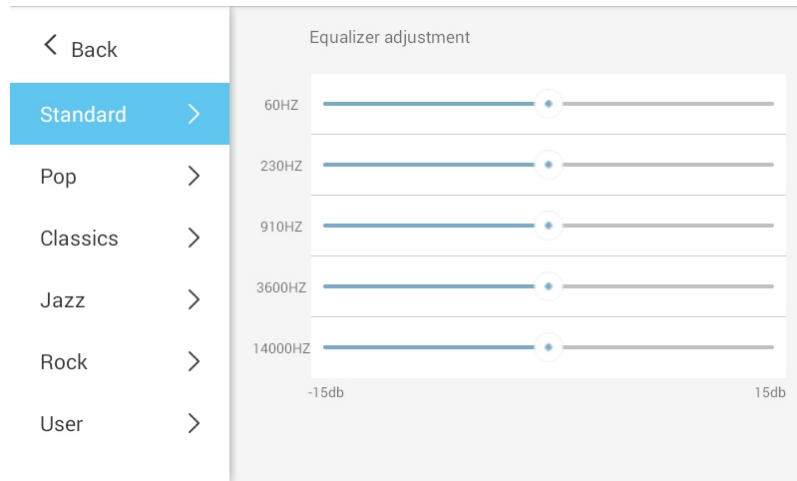 Back
Standard
Pop
Classics
Jazz
Rock
User
Equalizer adjustment
60HZ
230HZ
910HZ
3600HZ
14000HZ
-15db 15db